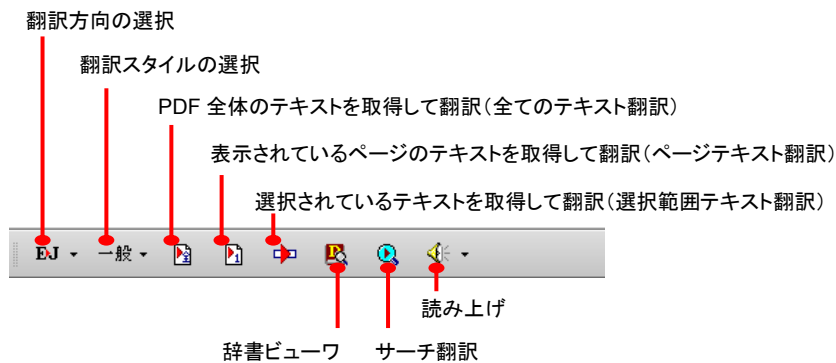 翻訳方向の選択
翻訳スタイルの選択
PDF 全体のテキストを取得して翻訳（全てのテキスト翻訳）
表示されているページのテキストを取得して翻訳（ページテキスト翻訳）
選択されているテキストを取得して翻訳（選択範囲テキスト翻訳）
EJ 一般
読み上げ
辞書ビューワ サーチ翻訳